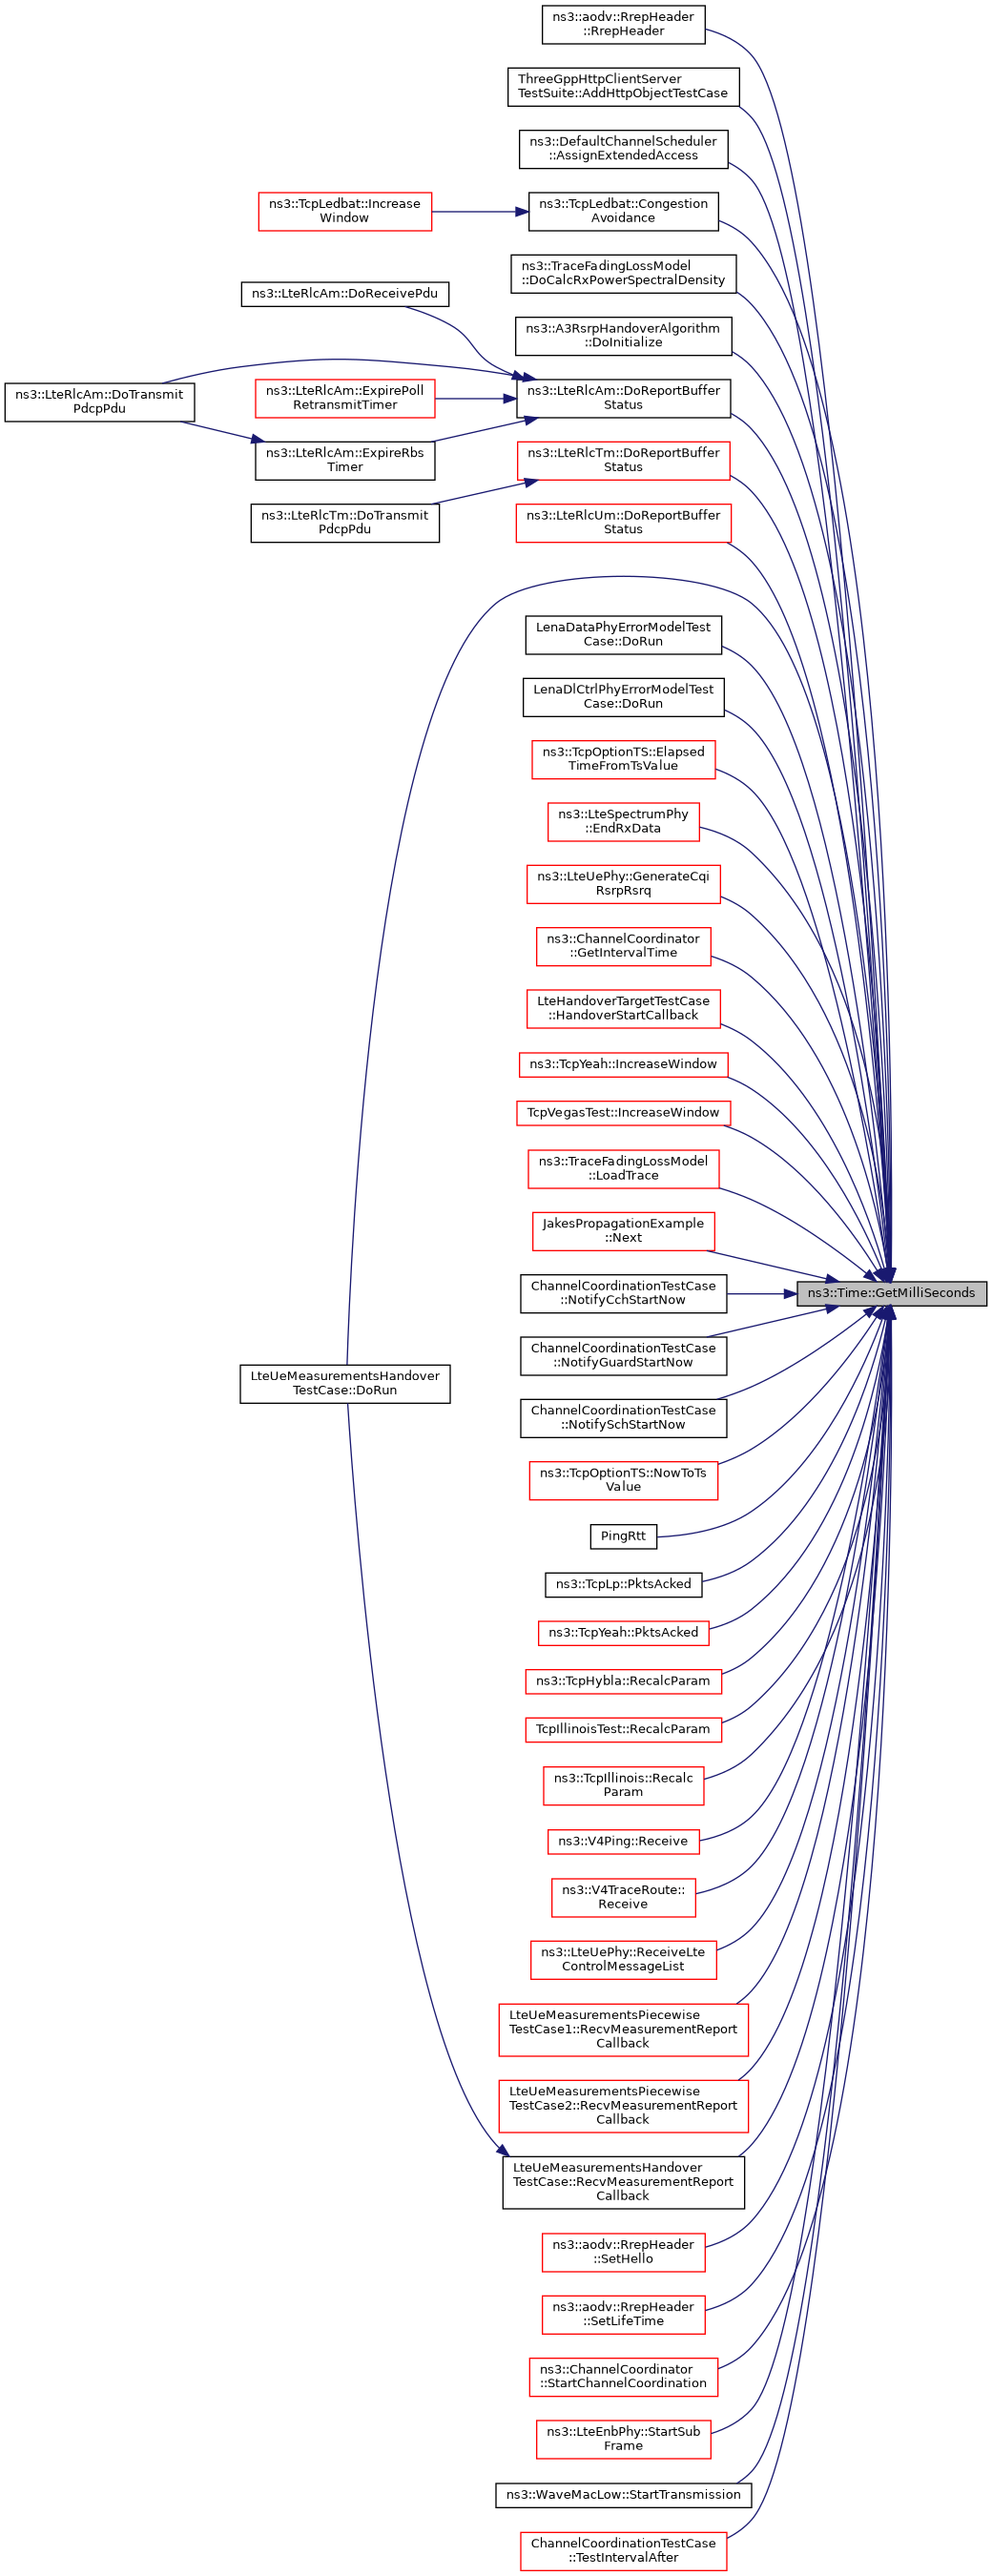 ns3::aodv::RrepHeader
::RrepHeader
ThreeGppHttpClientServer
TestSuite::AddHttpObjectTestCase
ns3::DefaultChannelScheduler
::AssignExtendedAccess
ns3::TcpLedbat::Increase
Window
ns3::TcpLedbat::Congestion
Avoidance
ns3::TraceFadingLossModel
::DoCalcRxPowerSpectralDensity
ns3::LteRlcAm::DoReceivePdu
ns3::A3RsrpHandoverAlgorithm
::DoInitialize
ns3::LteRlcAm::DoTransmit
PdcpPdu
ns3::LteRlcAm::ExpirePoll
RetransmitTimer
ns3::LteRlcAm::DoReportBuffer
Status
ns3::LteRlcAm::ExpireRbs
Timer
ns3::LteRlcTm::DoReportBuffer
Status
ns3::LteRlcTm::DoTransmit
PdcpPdu
ns3::LteRlcUm::DoReportBuffer
Status
LenaDataPhyErrorModelTest
Case::DoRun
LenaDlCtrlPhyErrorModelTest
Case::DoRun
ns3::TcpOptionTS::Elapsed
TimeFromTsValue
ns3::LteSpectrumPhy
::EndRxData
ns3::LteUePhy::GenerateCqi
RsrpRsrq
ns3::ChannelCoordinator
::GetIntervalTime
LteHandoverTargetTestCase
::HandoverStartCallback
ns3::TcpYeah::IncreaseWindow
TcpVegasTest::IncreaseWindow
ns3::TraceFadingLossModel
::LoadTrace
JakesPropagationExample
::Next
ns3::Time::GetMilliSeconds
ChannelCoordinationTestCase
::NotifyCchStartNow
ChannelCoordinationTestCase
::NotifyGuardStartNow
LteUeMeasurementsHandover
TestCase::DoRun
ChannelCoordinationTestCase
::NotifySchStartNow
ns3::TcpOptionTS::NowToTs
Value
PingRtt
ns3::TcpLp::PktsAcked
ns3::TcpYeah::PktsAcked
ns3::TcpHybla::RecalcParam
TcpIllinoisTest::RecalcParam
ns3::TcpIllinois::Recalc
Param
ns3::V4Ping::Receive
ns3::V4TraceRoute::
Receive
ns3::LteUePhy::ReceiveLte
ControlMessageList
LteUeMeasurementsPiecewise
TestCase1::RecvMeasurementReport
Callback
LteUeMeasurementsPiecewise
TestCase2::RecvMeasurementReport
Callback
LteUeMeasurementsHandover
TestCase::RecvMeasurementReport
Callback
ns3::aodv::RrepHeader
::SetHello
ns3::aodv::RrepHeader
::SetLifeTime
ns3::ChannelCoordinator
::StartChannelCoordination
ns3::LteEnbPhy::StartSub
Frame
ns3::WaveMacLow::StartTransmission
ChannelCoordinationTestCase
::TestIntervalAfter